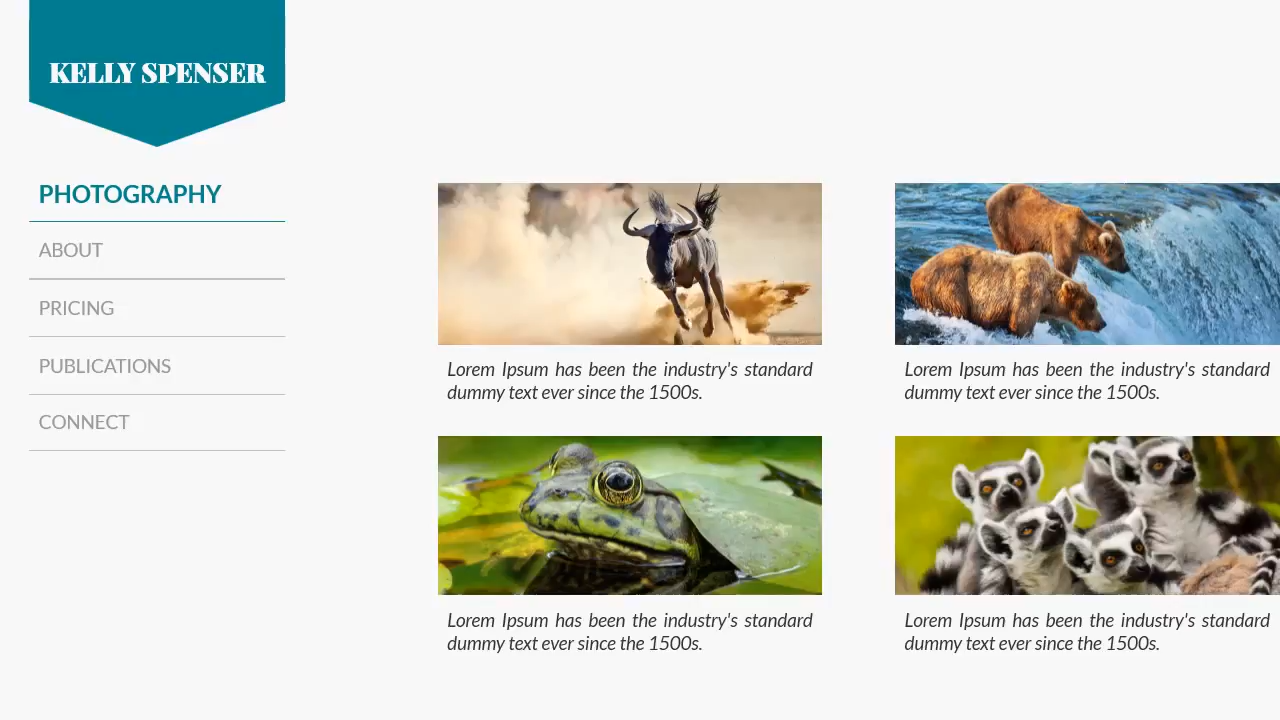 KELLY SPENSER
PHOTOGRAPHY
ABOUT
PRICING
PUBLICATIONS
CONNECT
Lorem Ipsum has been the industry's standard
dummy text ever since the 1500s.
Lorem Ipsum has been the industry's standard
dummy text ever since the 1500s.
Lorem Ipsum has been the industry's standard
dummy text ever since the 1500s.
Lorem Ipsum has been the industry's standard
dummy text ever since the 1500s.